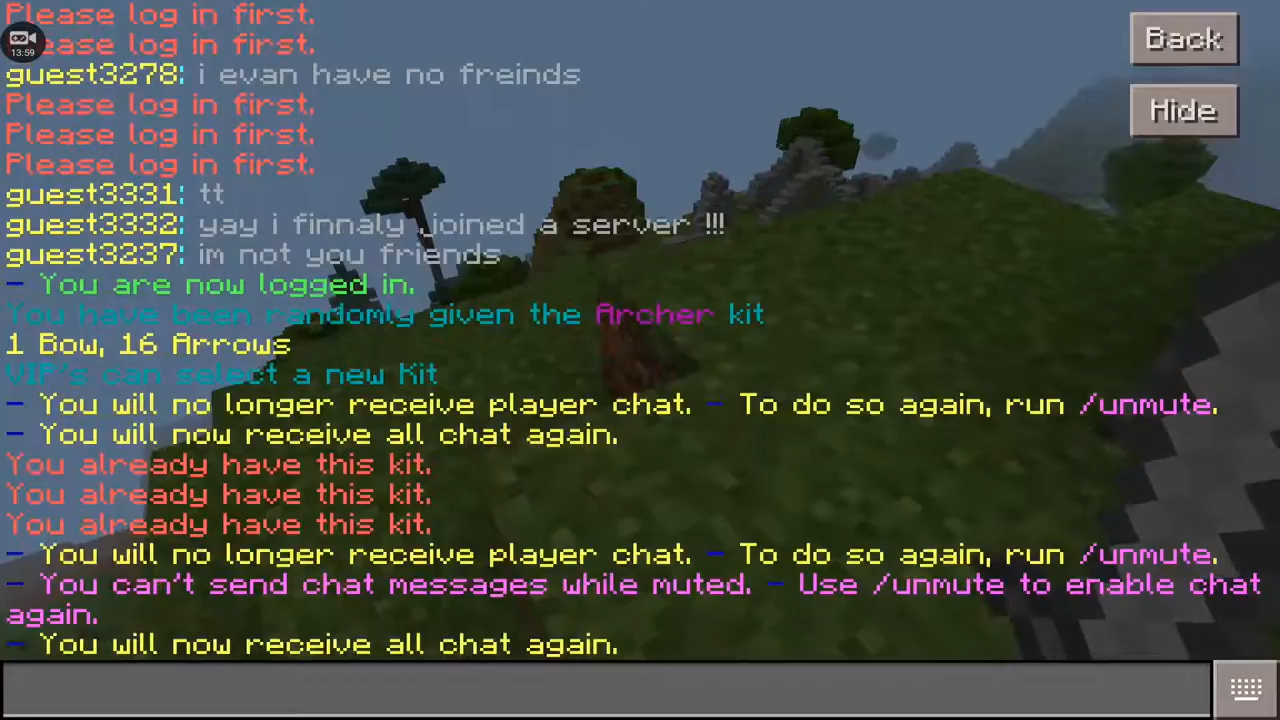 Please log in first.
Back
13:59
Please log in first.
guest3278: i evan have no freinds
Please log in first.
Hide
Please log in first.
Please log in first.
guest3331: tt
guest3332: yay i finnaly joined a server !!!
guest3237: im not you friends
- You are now logged in.
You have been randomly given the Archer kit
1 Bow, 16 Arrows
VIP's can select a new Kit
- You will no longer receive player chat. - To do so again, run /unmute.
- You will now receive all chat again.
You already have this kit.
You already have this kit.
You already have this kit.
- You will no longer receive player chat. - To do so again, run /unmute.
- You can't send chat messages while muted. - Use /unmute to enable chat
again.
- You will now receive all chat again.